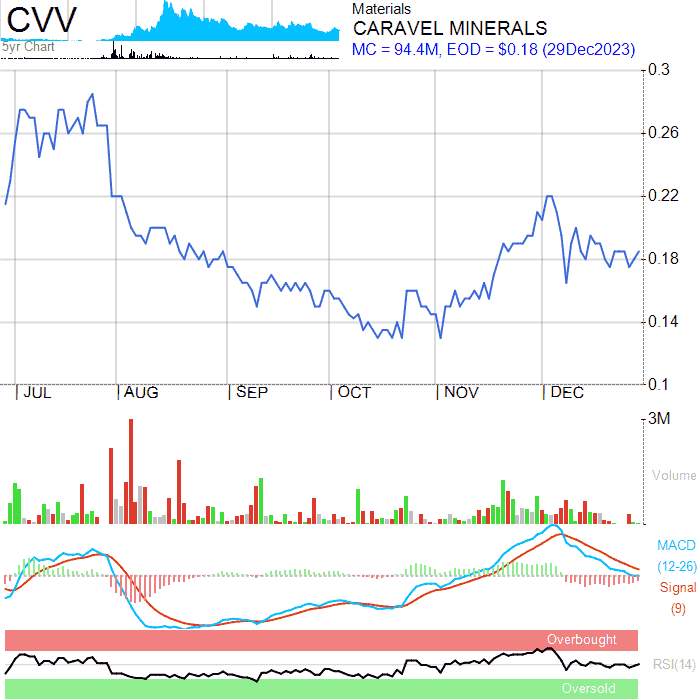 CVV
5yr Chart
Materials
CARAVEL MINERALS
MC = 94.4M, EOD = $0.18 (29Dec2023)
0.3
0.26
0.22
0.18
0.14
0.1
JUL AUG SEP OCT NOV DEC
3M
Volume
MACD
(12-26)
Signal
(9)
Overbought
RSI(14)
Oversold